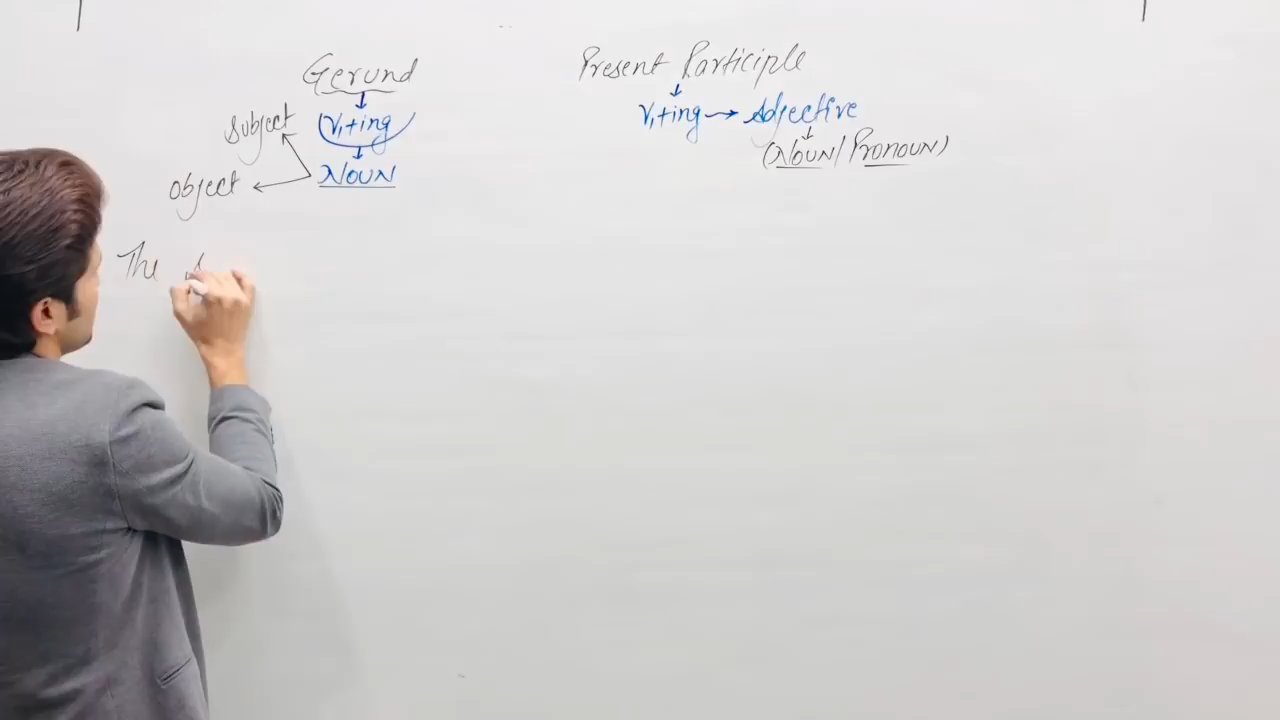 Gerund
Subject
V₁+ing
Object
NOUN
Present Participle
V₁+ing → Adjective
(NOUN/Pronoun)
The